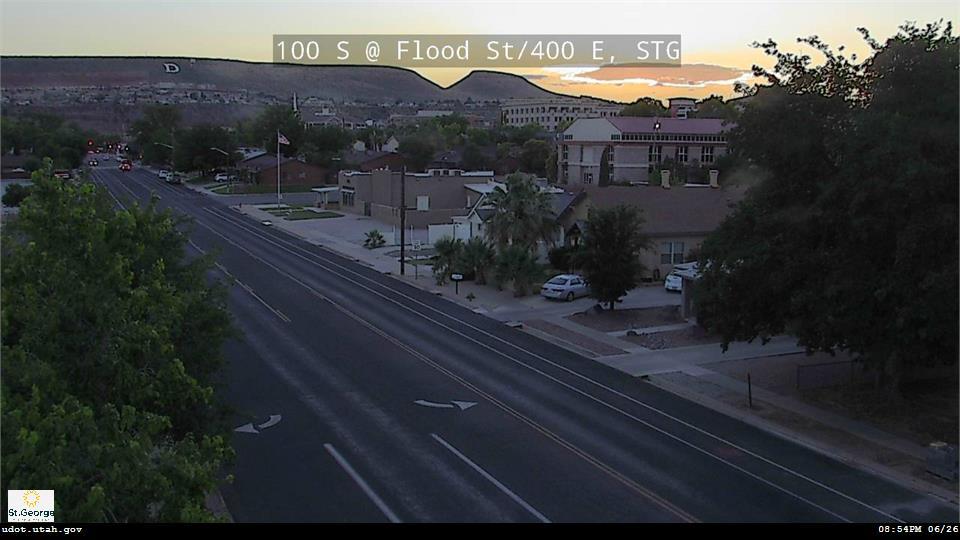 100 S @ Flood St/400 E, STG
D
St.George
udot.utah.gov
08:54PM 06/26